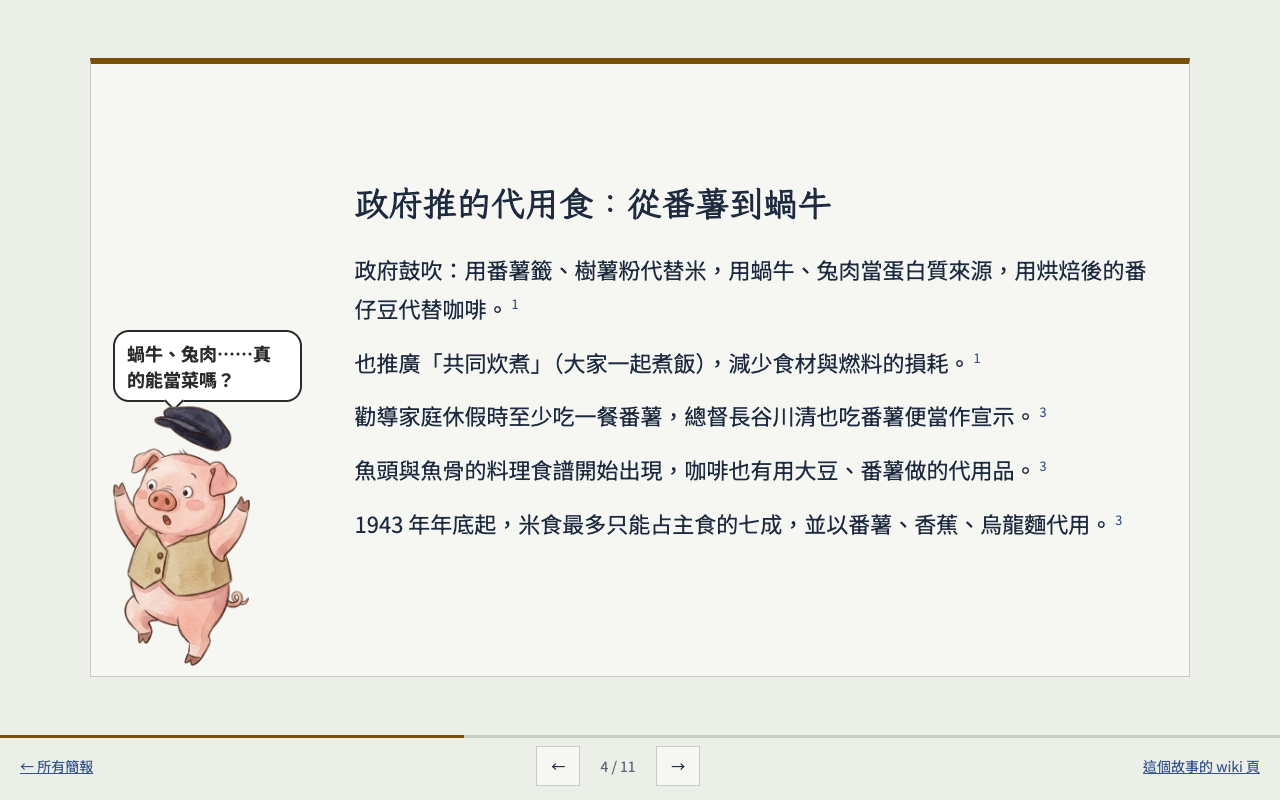 政府推的代用食：從番薯到蝸牛
政府鼓吹：用番薯籤、樹薯粉代替米，用蝸牛、兔肉當蛋白質來源，用烘焙後的番
仔豆代替咖啡。1
也推廣「共同炊煮」（大家一起煮飯），減少食材與燃料的損耗。1
勸導家庭休假時至少吃一餐番薯，總督長谷川清也吃番薯便當作宣示。3
魚頭與魚骨的料理食譜開始出現，咖啡也有用大豆、番薯做的代用品。3
1943 年年底起，米食最多只能占主食的七成，並以番薯、香蕉、烏龍麵代用。3
蝸牛、兔肉⋯⋯真
的能當菜嗎？
← 所有簡報
←
4 / 11
→
這個故事的 wiki 頁